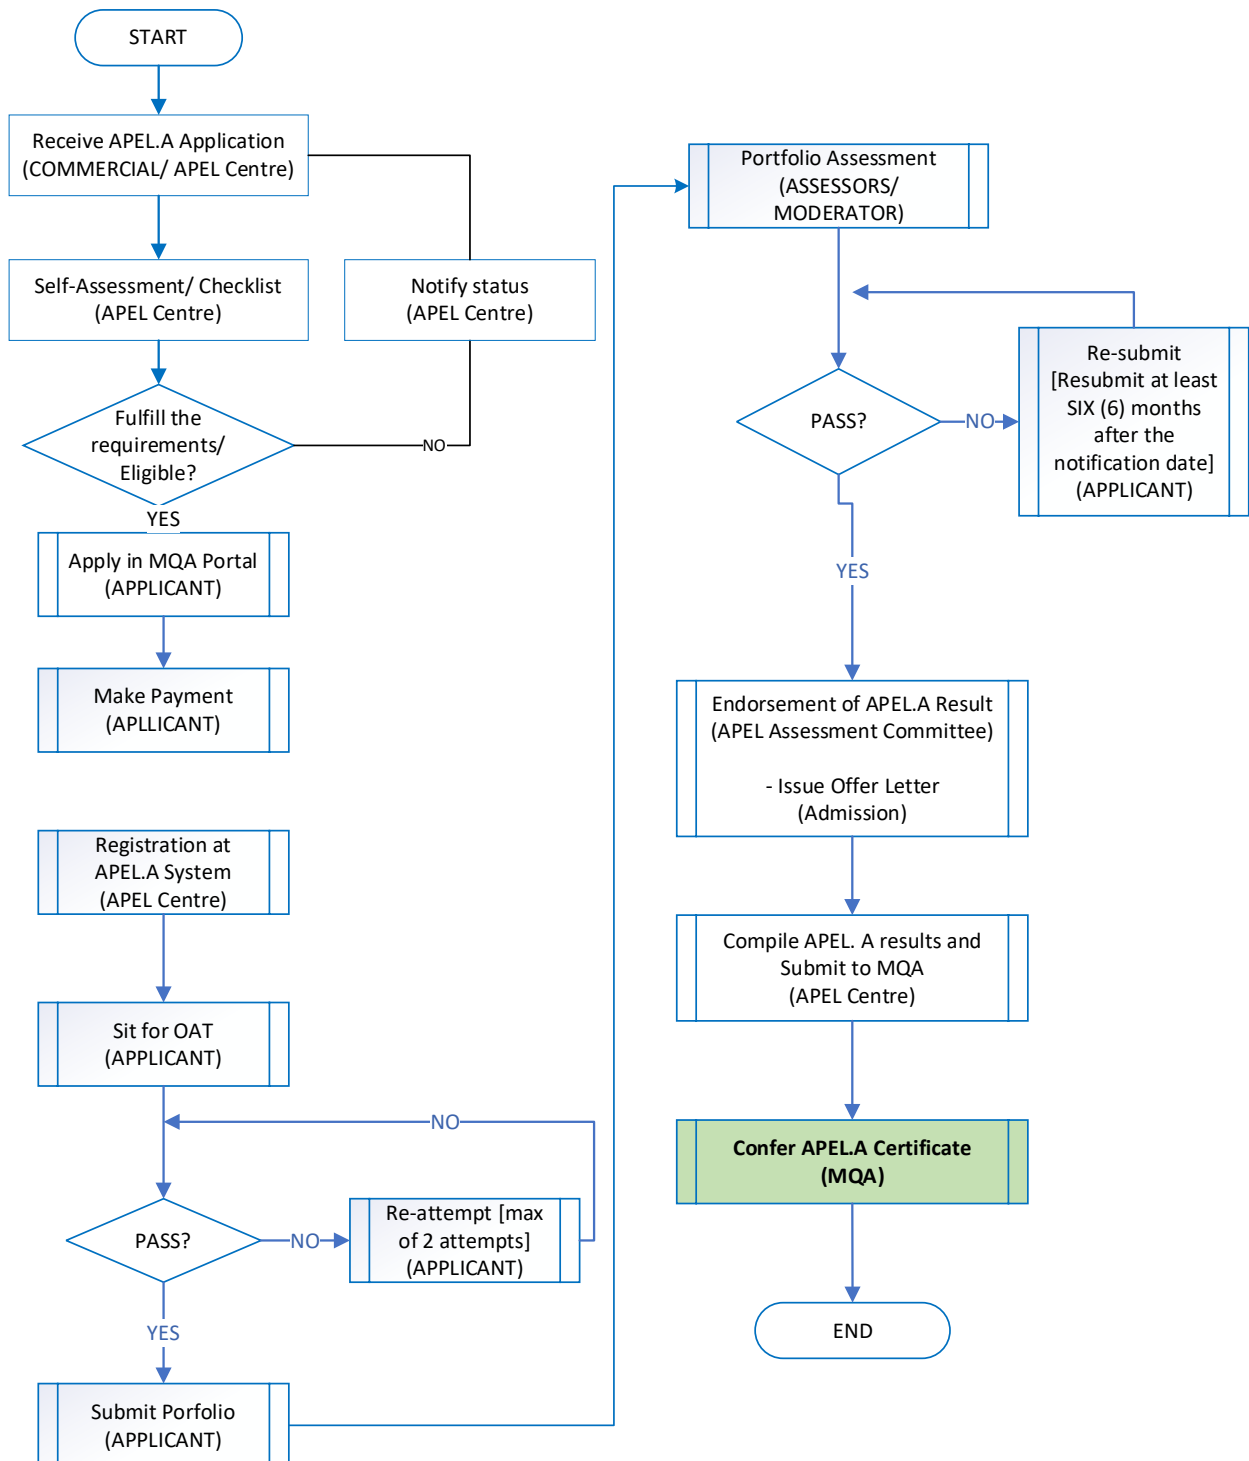 START
Receive APEL.A Application
(COMMERCIAL/ APEL Centre)
Self-Assessment/ Checklist
(APEL Centre)
Notify status
(APEL Centre)
Fulfill the
requirements/
Eligible?
NO
YES
Apply in MQA Portal
(APPLICANT)
Make Payment
(APLLICANT)
Registration at
APEL.A System
(APEL Centre)
Sit for OAT
(APPLICANT)
NO
PASS?
NO
Re-attempt [max
of 2 attempts]
(APPLICANT)
YES
Submit Porfolio
(APPLICANT)
Portfolio Assessment
(ASSESSORS/
MODERATOR)
PASS?
NO
Re-submit
[Resubmit at least
SIX (6) months
after the
notification date]
(APPLICANT)
YES
Endorsement of APEL.A Result
(APEL Assessment Committee)
- Issue Offer Letter
(Admission)
Compile APEL. A results and
Submit to MQA
(APEL Centre)
Confer APEL.A Certificate
(MQA)
END